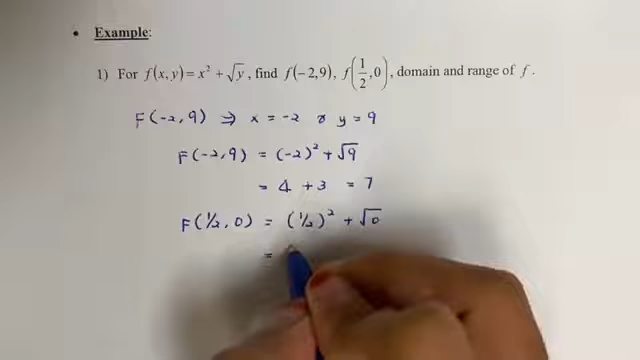 • Example:
1) For f(x,y) = x² + √y, find f(−2,9), f(1/2,0), domain and range of f.
F(-2,9) ⇒ x = -2 & y = 9
F(-2,9) = (-2)² + √9
= 4 + 3 = 7
F(1/2,0) = (1/2)² + √0
=